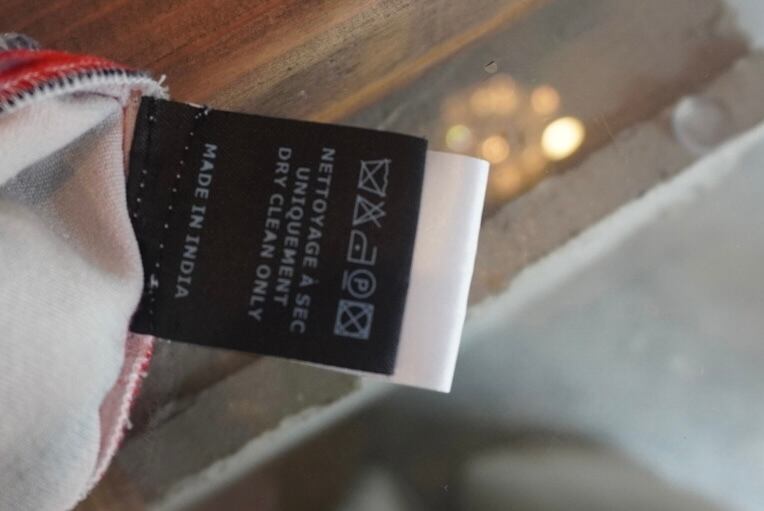 NETTOYAGE À SEC
UNIQUEMENT
DRY CLEAN ONLY
MADE IN INDIA